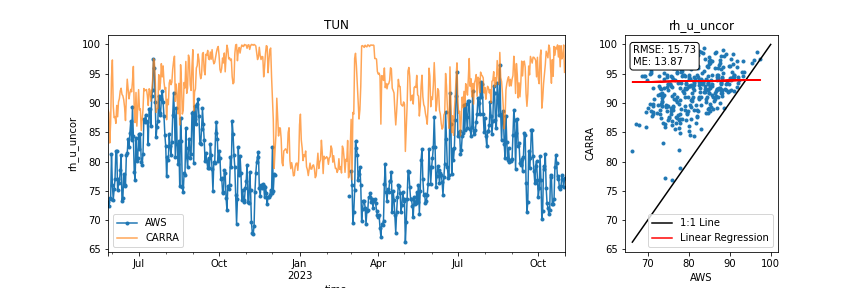 TUN
rh_u_uncor
100
95
90
85
80
75
70
65
AWS
CARRA
Jul
Oct
Jan
2023
Apr
Jul
Oct
rh_u_uncor
CARRA
100
95
90
85
80
75
70
65
RMSE: 15.73
ME: 13.87
1:1 Line
Linear Regression
70
80
90
100
AWS